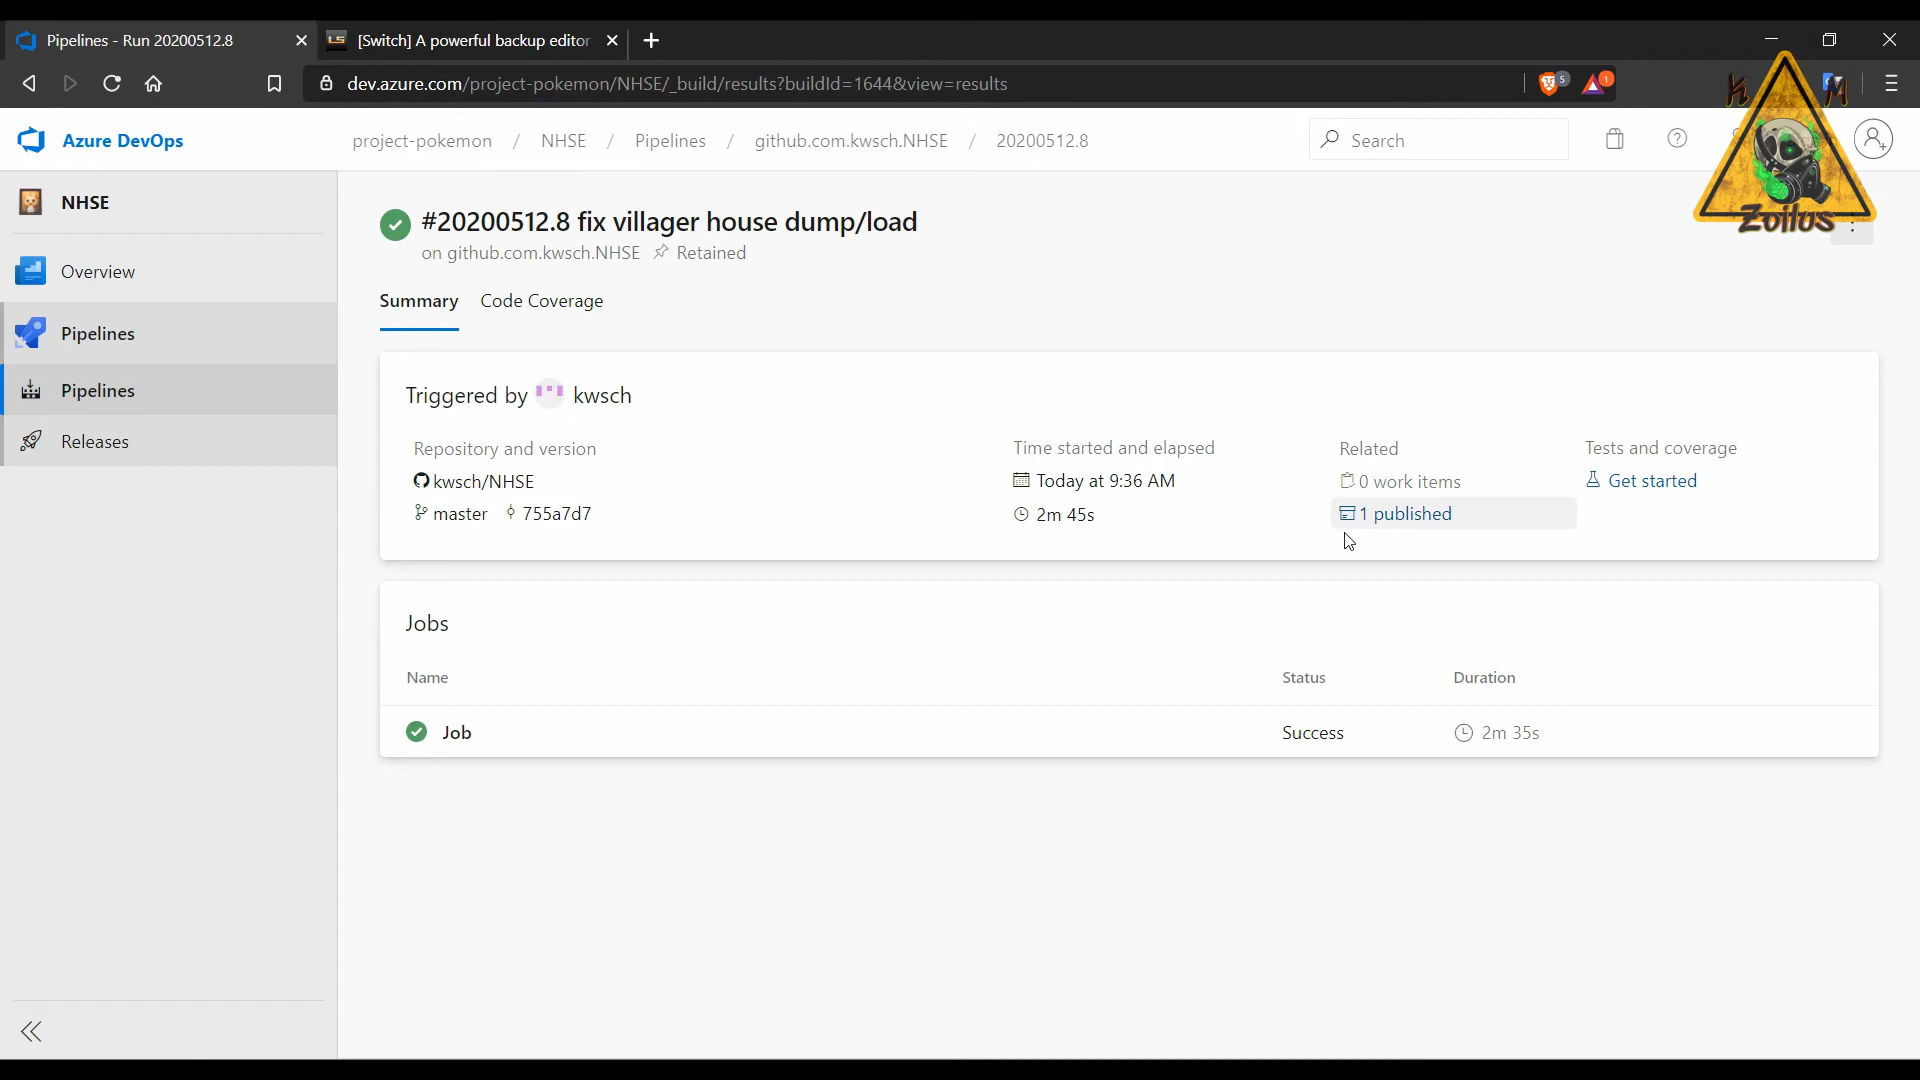 Pipelines - Run 20200512.8
LS
[Switch] A powerful backup editor
dev.azure.com/project-pokemon/NHSE/_build/results?buildId=1644&view=results
5
1
K M
Zoilus
Azure DevOps
project-pokemon / NHSE / Pipelines / github.com.kwsch.NHSE / 20200512.8
Search
NHSE
Overview
Pipelines
Pipelines
Releases
#20200512.8 fix villager house dump/load
on github.com.kwsch.NHSE Retained
Summary Code Coverage
Triggered by kwsch
Repository and version
kwsch/NHSE
master 755a7d7
Time started and elapsed
Today at 9:36 AM
2m 45s
Related
0 work items
1 published
Tests and coverage
Get started
Jobs
Name Status Duration
Job Success 2m 35s